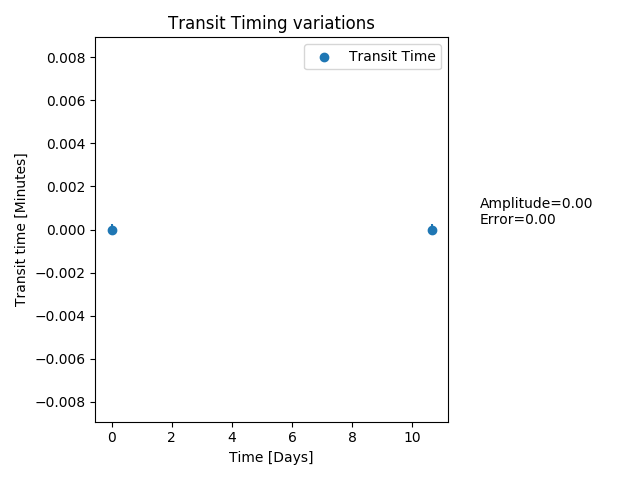 Transit Timing variations
Transit Time
0.008
0.006
0.004
0.002
0.000
−0.002
−0.004
−0.006
−0.008
Transit time [Minutes]
Amplitude=0.00
Error=0.00
0 2 4 6 8 10
Time [Days]